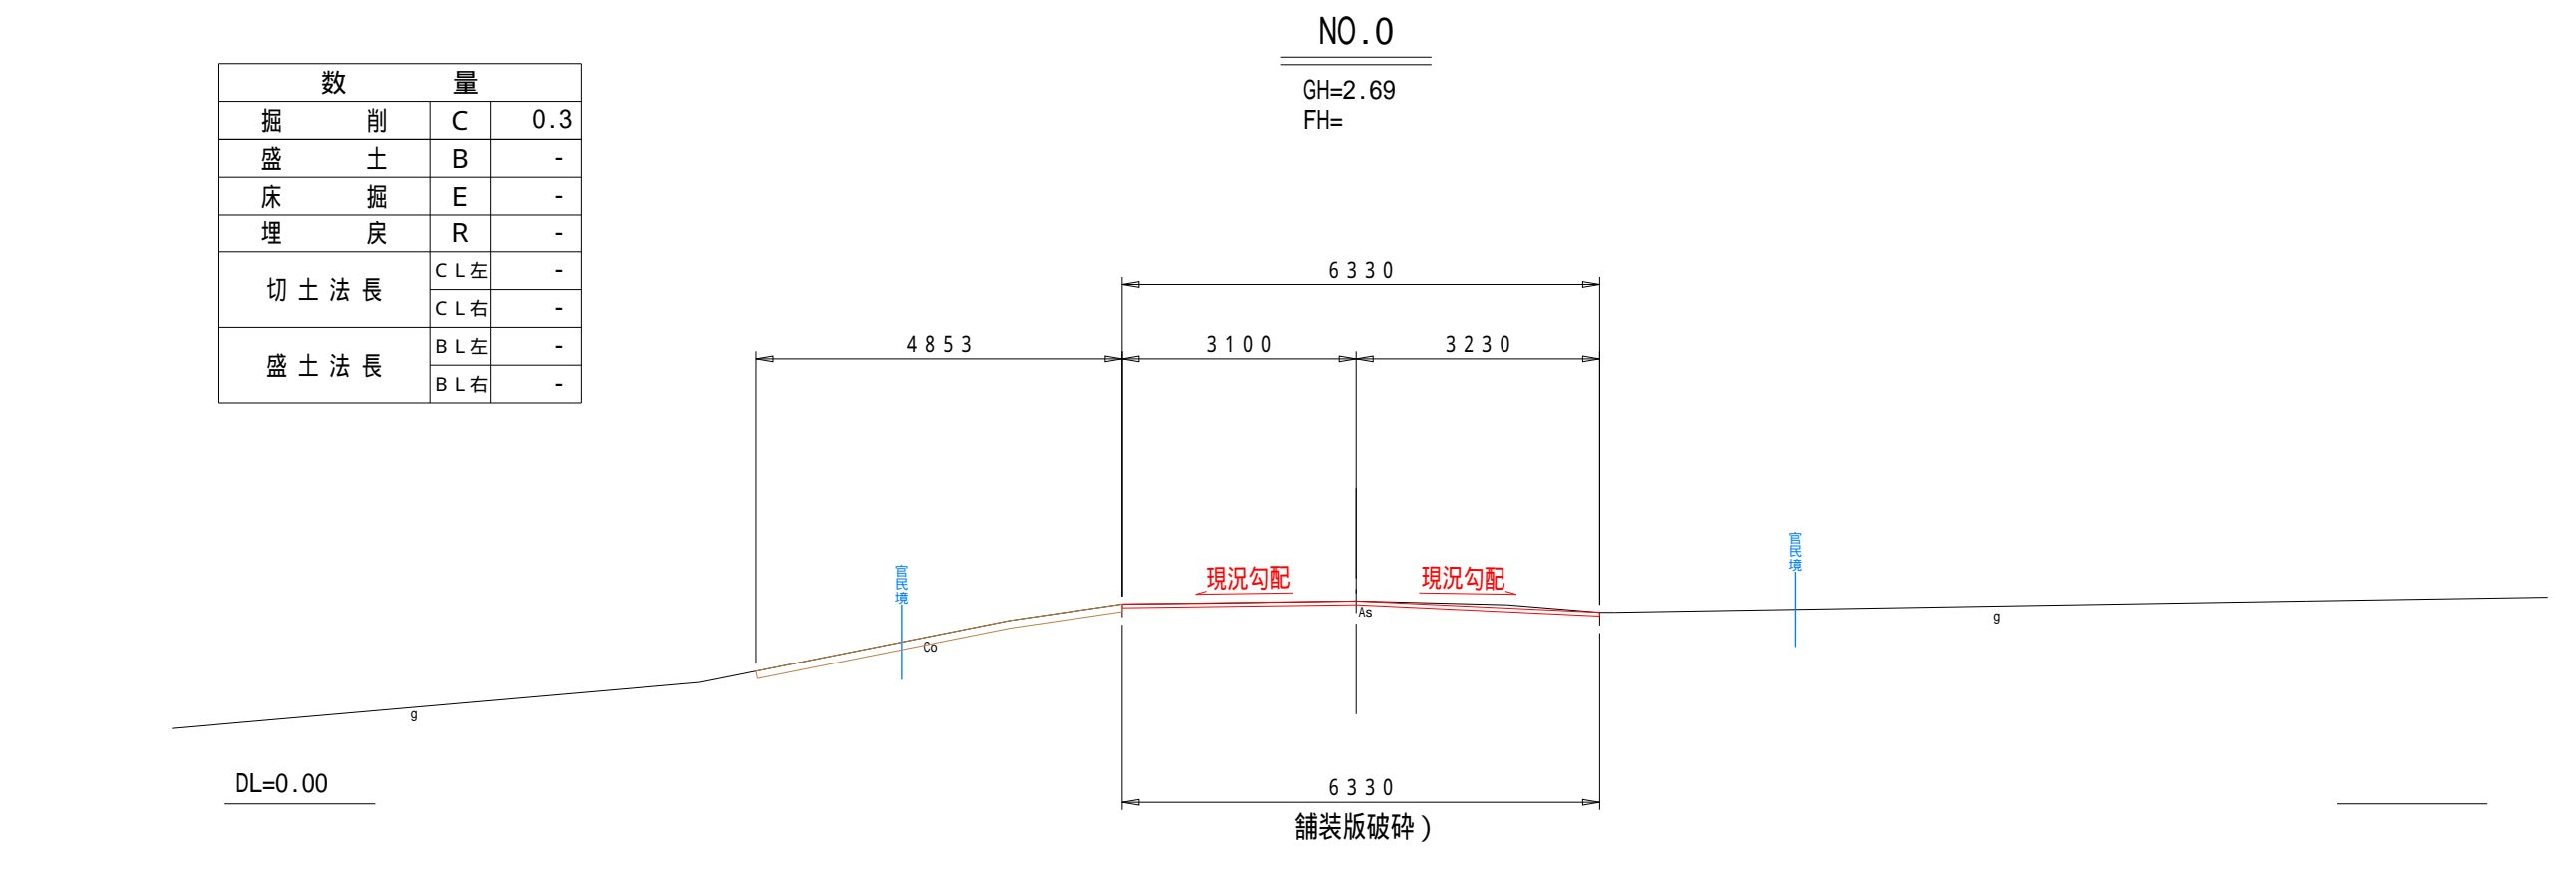 NO.0
GH=2.69
FH=
数量
掘削 C 0.3
盛土 B -
床掘 E -
埋戻 R -
切土法長 CL左 -
CL右 -
盛土法長 BL左 -
BL右 -
6330
4853 3100 3230
官民境
官民境
現況勾配 現況勾配
As
g
Co
g
DL=0.00
6330
舗装版破砕)